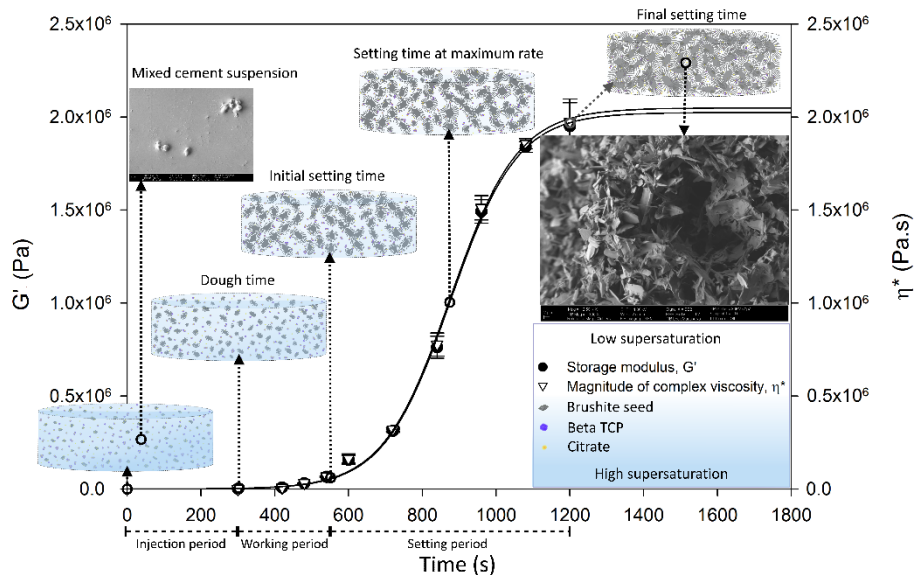 Final setting time
2.5x10⁶
2.5x10⁶
Setting time at maximum rate
Mixed cement suspension
2.0x10⁶
2.0x10⁶
Initial setting time
1.5x10⁶
1.5x10⁶
G' (Pa)
η* (Pa.s)
Dough time
1.0x10⁶
1.0x10⁶
Low supersaturation
Storage modulus, G'
Magnitude of complex viscosity, η*
Brushite seed
Beta TCP
Citrate
High supersaturation
0.5x10⁶
0.5x10⁶
0.0
0.0
0 200 400 600 800 1000 1200 1400 1600 1800
Injection period Working period Setting period
Time (s)